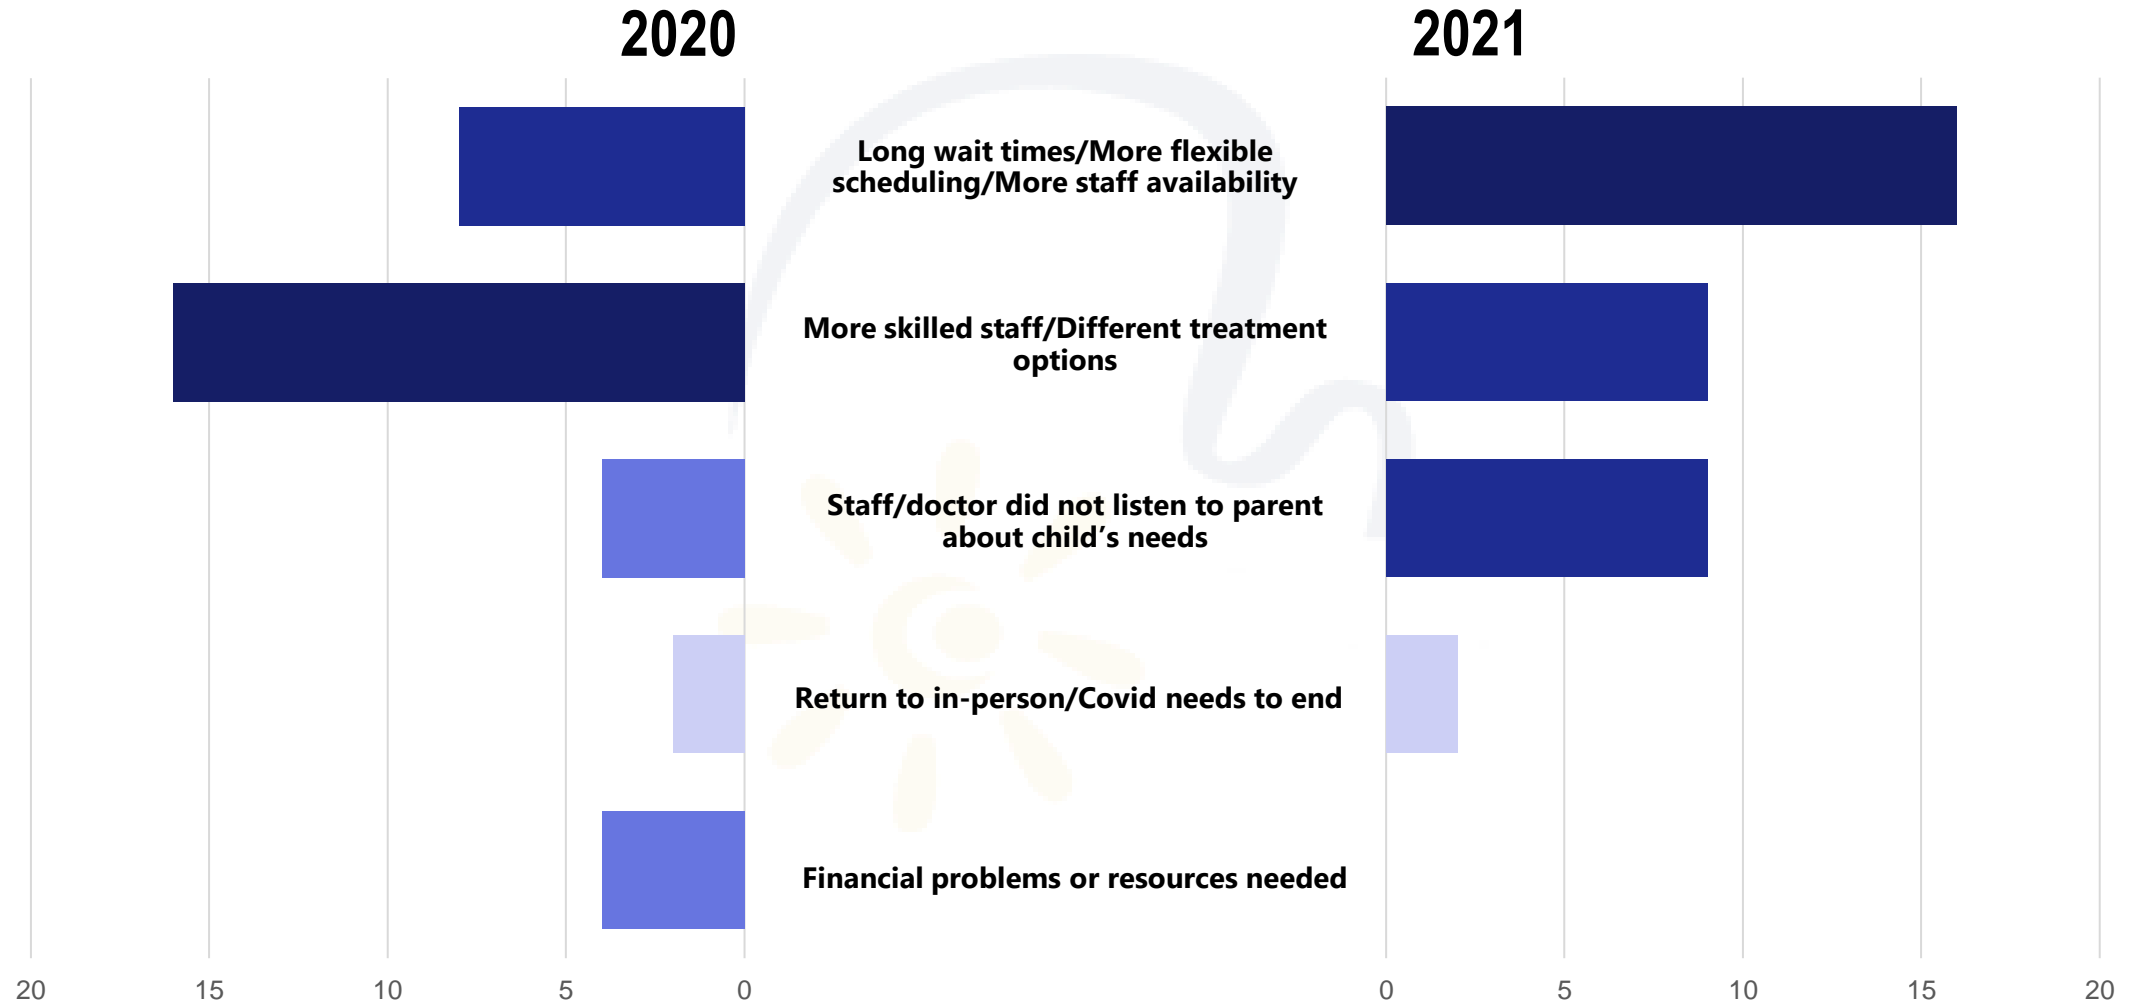 2020
2021
Long wait times/More flexible
scheduling/More staff availability
More skilled staff/Different treatment
options
Staff/doctor did not listen to parent
about child’s needs
Return to in-person/Covid needs to end
Financial problems or resources needed
20 15 10 5 0
0 5 10 15 20